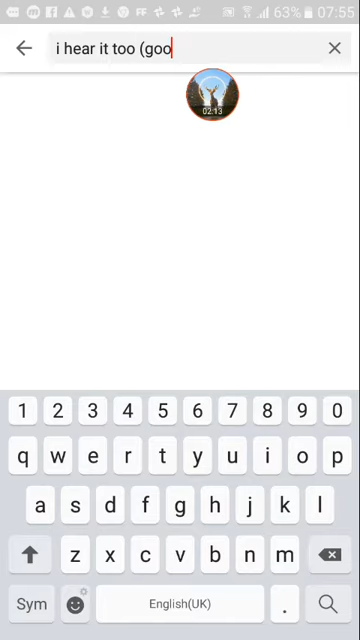 FF 63% 07:55
i hear it too (goo
02:13
1 2 3 4 5 6 7 8 9 0
q w e r t y u i o p
a s d f g h j k l
z x c v b n m
Sym English(UK) .